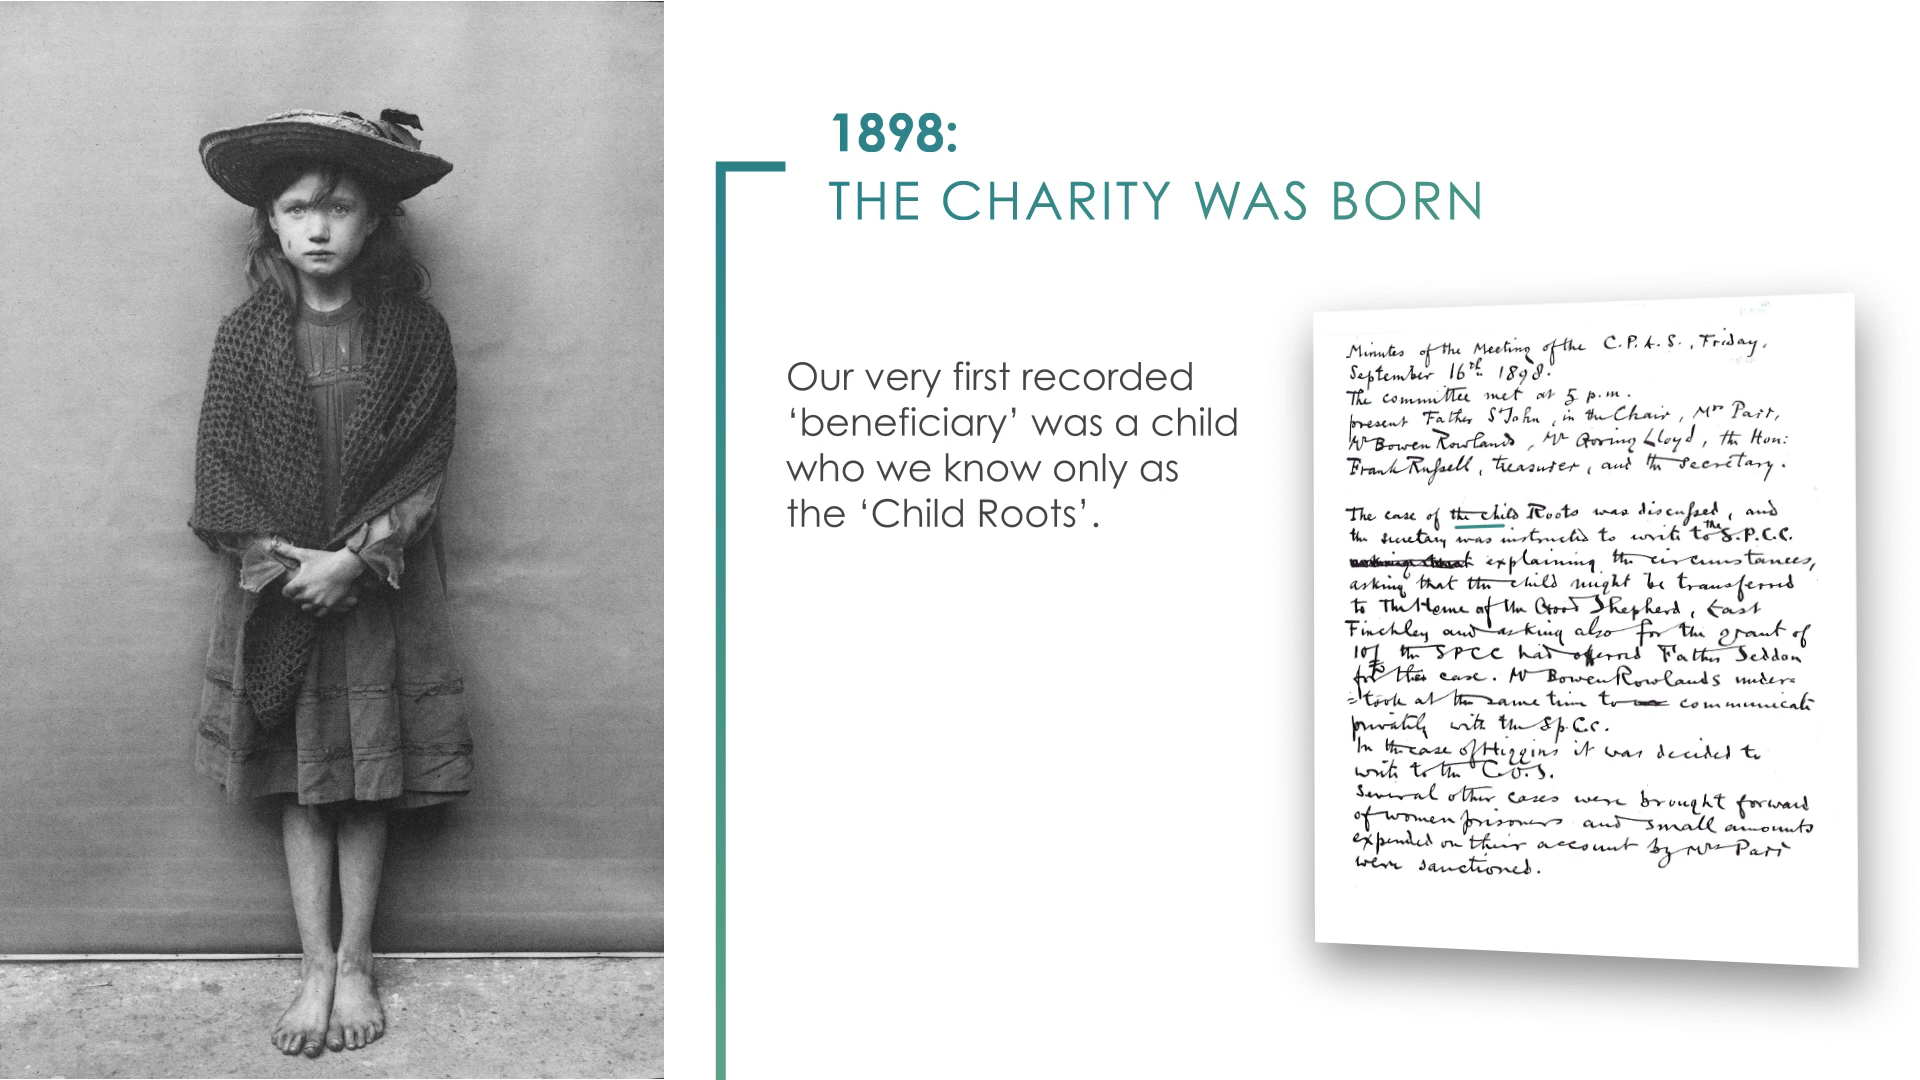 1898:
THE CHARITY WAS BORN
Our very first recorded
‘beneficiary’ was a child
who we know only as
the ‘Child Roots’.
Minutes of the Meeting of the C.P.A.S., Friday,
September 16th 1898.
The committee met at 5 p.m.
present Father St John, in the Chair, Mrs Parr,
Mr Bowen Rowlands, Mr Goring Lloyd, the Hon:
Frank Russell, treasurer, and the Secretary.
The case of the child Roots was discussed, and
the secretary was instructed to write to the S.P.C.C.
explaining the circumstances,
asking that the child might be transferred
to The Home of the Good Shepherd, East
Finchley and asking also for the grant of
the SPCC had offered Father Seddon
for this case. Mr Bowen Rowlands under=
=took at the same time to communicate
privately with the S.P.C.C.
In the case of Higgins it was decided to
write to the C.O.S.
Several other cases were brought forward
of women prisoners and small amounts
expended on their account by Mrs Parr
were sanctioned.